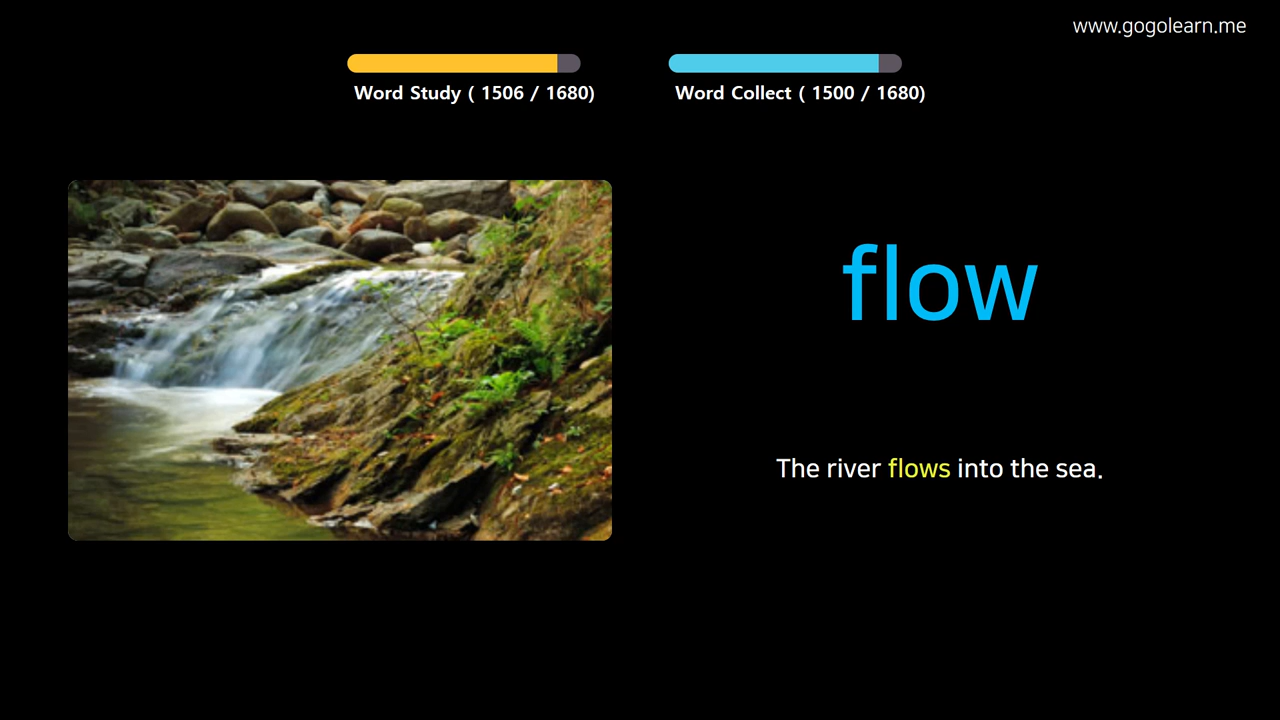 www.gogolearn.me
Word Study ( 1506 / 1680)
Word Collect ( 1500 / 1680)
flow
The river flows into the sea.